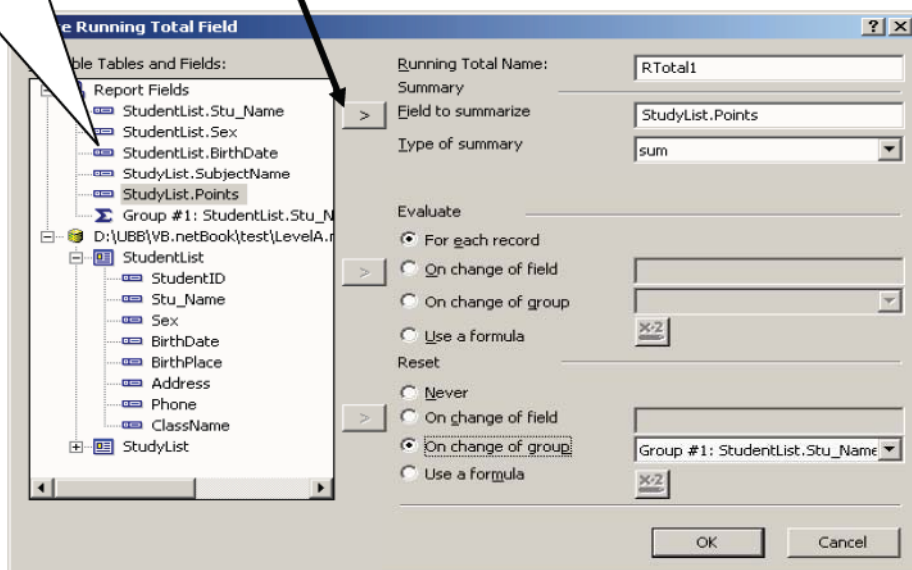 e Running Total Field
ble Tables and Fields:
Report Fields
StudentList.Stu_Name
StudentList.Sex
StudentList.BirthDate
StudyList.SubjectName
StudyList.Points
Group #1: StudentList.Stu_N
D:\UBB\VB.netBook\test\LevelA.r
StudentList
StudentID
Stu_Name
Sex
BirthDate
BirthPlace
Address
Phone
ClassName
StudyList
Running Total Name: RTotal1
Summary
> Field to summarize StudyList.Points
Type of summary sum
Evaluate
For each record
> On change of field
On change of group
Use a formula x·2
Reset
Never
> On change of field
On change of group Group #1: StudentList.Stu_Name
Use a formula x·2
OK Cancel